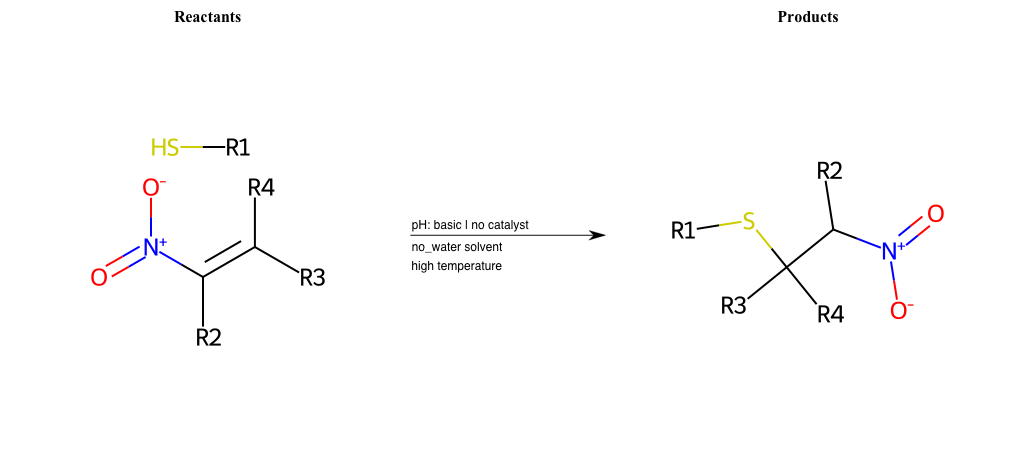 Reactants
Products
HS R1
O- R4
N+
O
R3
R2
pH: basic | no catalyst
no_water solvent
high temperature
R2
R1 S
O
N+
R3
R4
O-